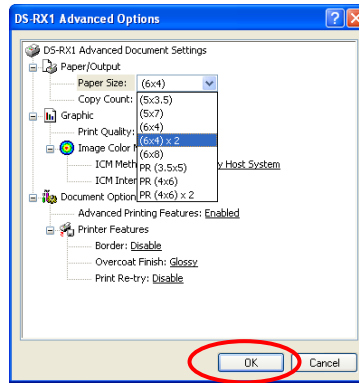 DS-RX1 Advanced Options
DS-RX1 Advanced Document Settings
Paper/Output
Paper Size: (6x4)
Copy Count: (5x3.5)
(5x7)
Graphic
(6x4)
Print Quality: (6x4) x 2
Image Color M (6x8)
ICM Meth PR (3.5x5) y Host System
ICM Inter PR (4x6)
Document Option PR (4x6) x 2
Advanced Printing Features: Enabled
Printer Features
Border: Disable
Overcoat Finish: Glossy
Print Re-try: Disable
OK Cancel